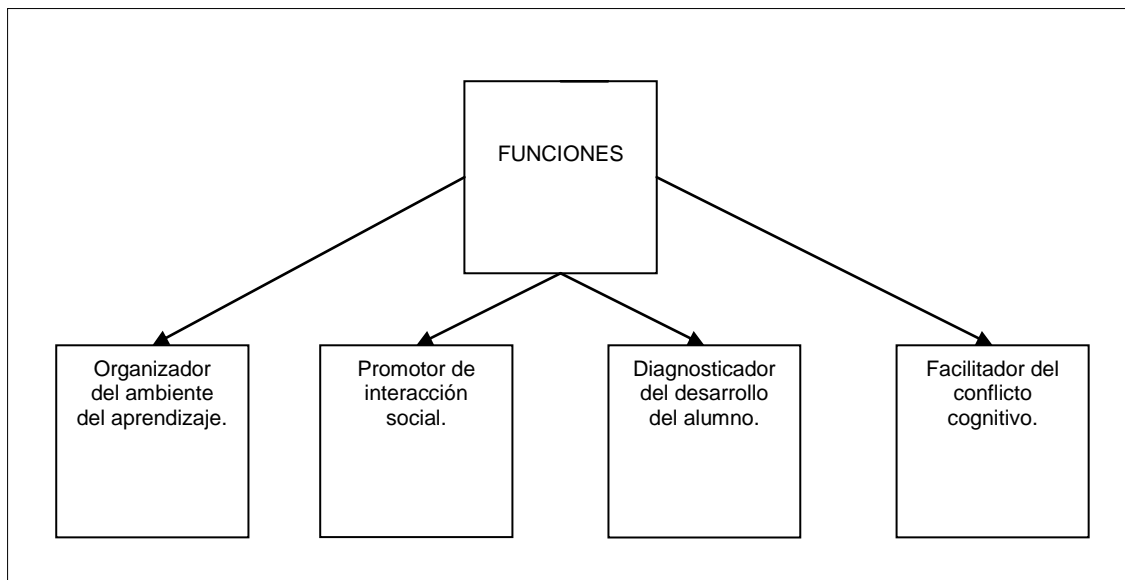 FUNCIONES
Organizador
del ambiente
del aprendizaje.
Promotor de
interacción
social.
Diagnosticador
del desarrollo
del alumno.
Facilitador del
conflicto
cognitivo.